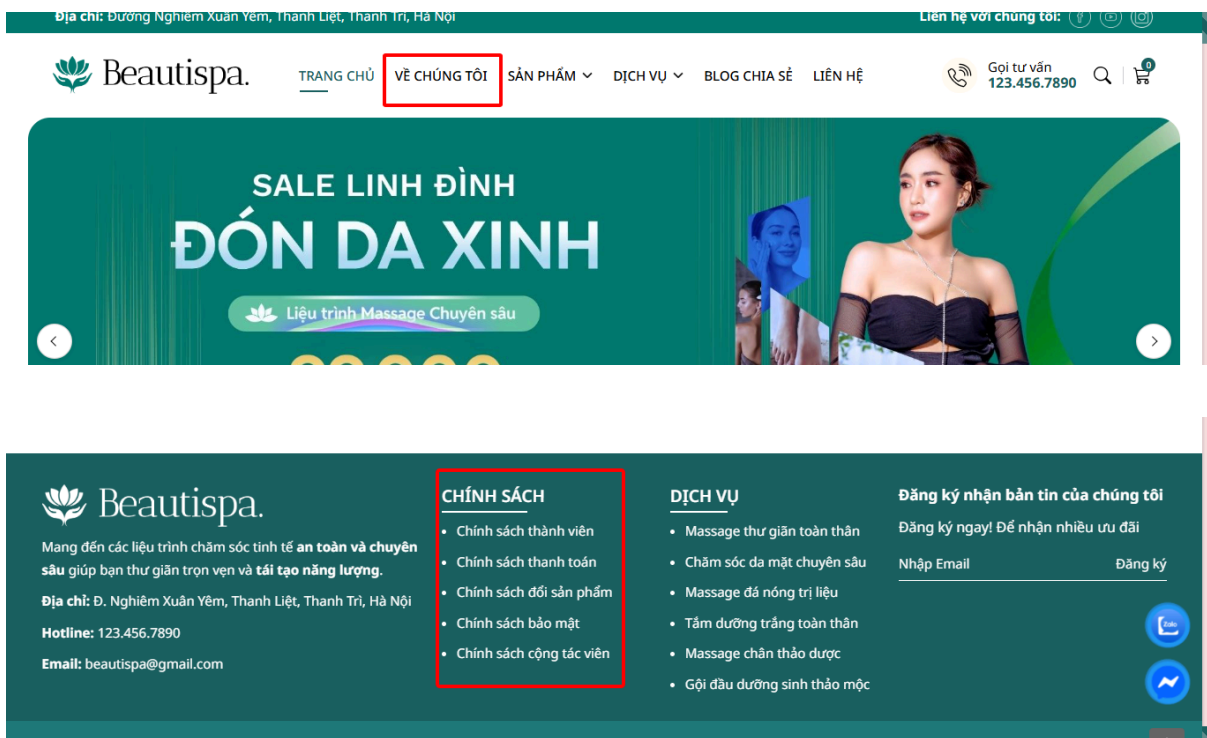 Địa chỉ: Đường Nghiêm Xuân Yêm, Thanh Liệt, Thanh Trì, Hà Nội
Liên hệ với chúng tôi:
Beautispa.
TRANG CHỦ
VỀ CHÚNG TÔI
SẢN PHẨM
DỊCH VỤ
BLOG CHIA SẺ
LIÊN HỆ
Gọi tư vấn
123.456.7890
0
SALE LINH ĐÌNH
ĐÓN DA XINH
Liệu trình Massage Chuyên sâu
Beautispa.
Mang đến các liệu trình chăm sóc tinh tế an toàn và chuyên
sâu giúp bạn thư giãn trọn vẹn và tái tạo năng lượng.
Địa chỉ: Đ. Nghiêm Xuân Yêm, Thanh Liệt, Thanh Trì, Hà Nội
Hotline: 123.456.7890
Email: beautispa@gmail.com
CHÍNH SÁCH
Chính sách thành viên
Chính sách thanh toán
Chính sách đổi sản phẩm
Chính sách bảo mật
Chính sách cộng tác viên
DỊCH VỤ
Massage thư giãn toàn thân
Chăm sóc da mặt chuyên sâu
Massage đá nóng trị liệu
Tắm dưỡng trắng toàn thân
Massage chân thảo dược
Gội đầu dưỡng sinh thảo mộc
Đăng ký nhận bản tin của chúng tôi
Đăng ký ngay! Để nhận nhiều ưu đãi
Nhập Email
Đăng ký
Zalo